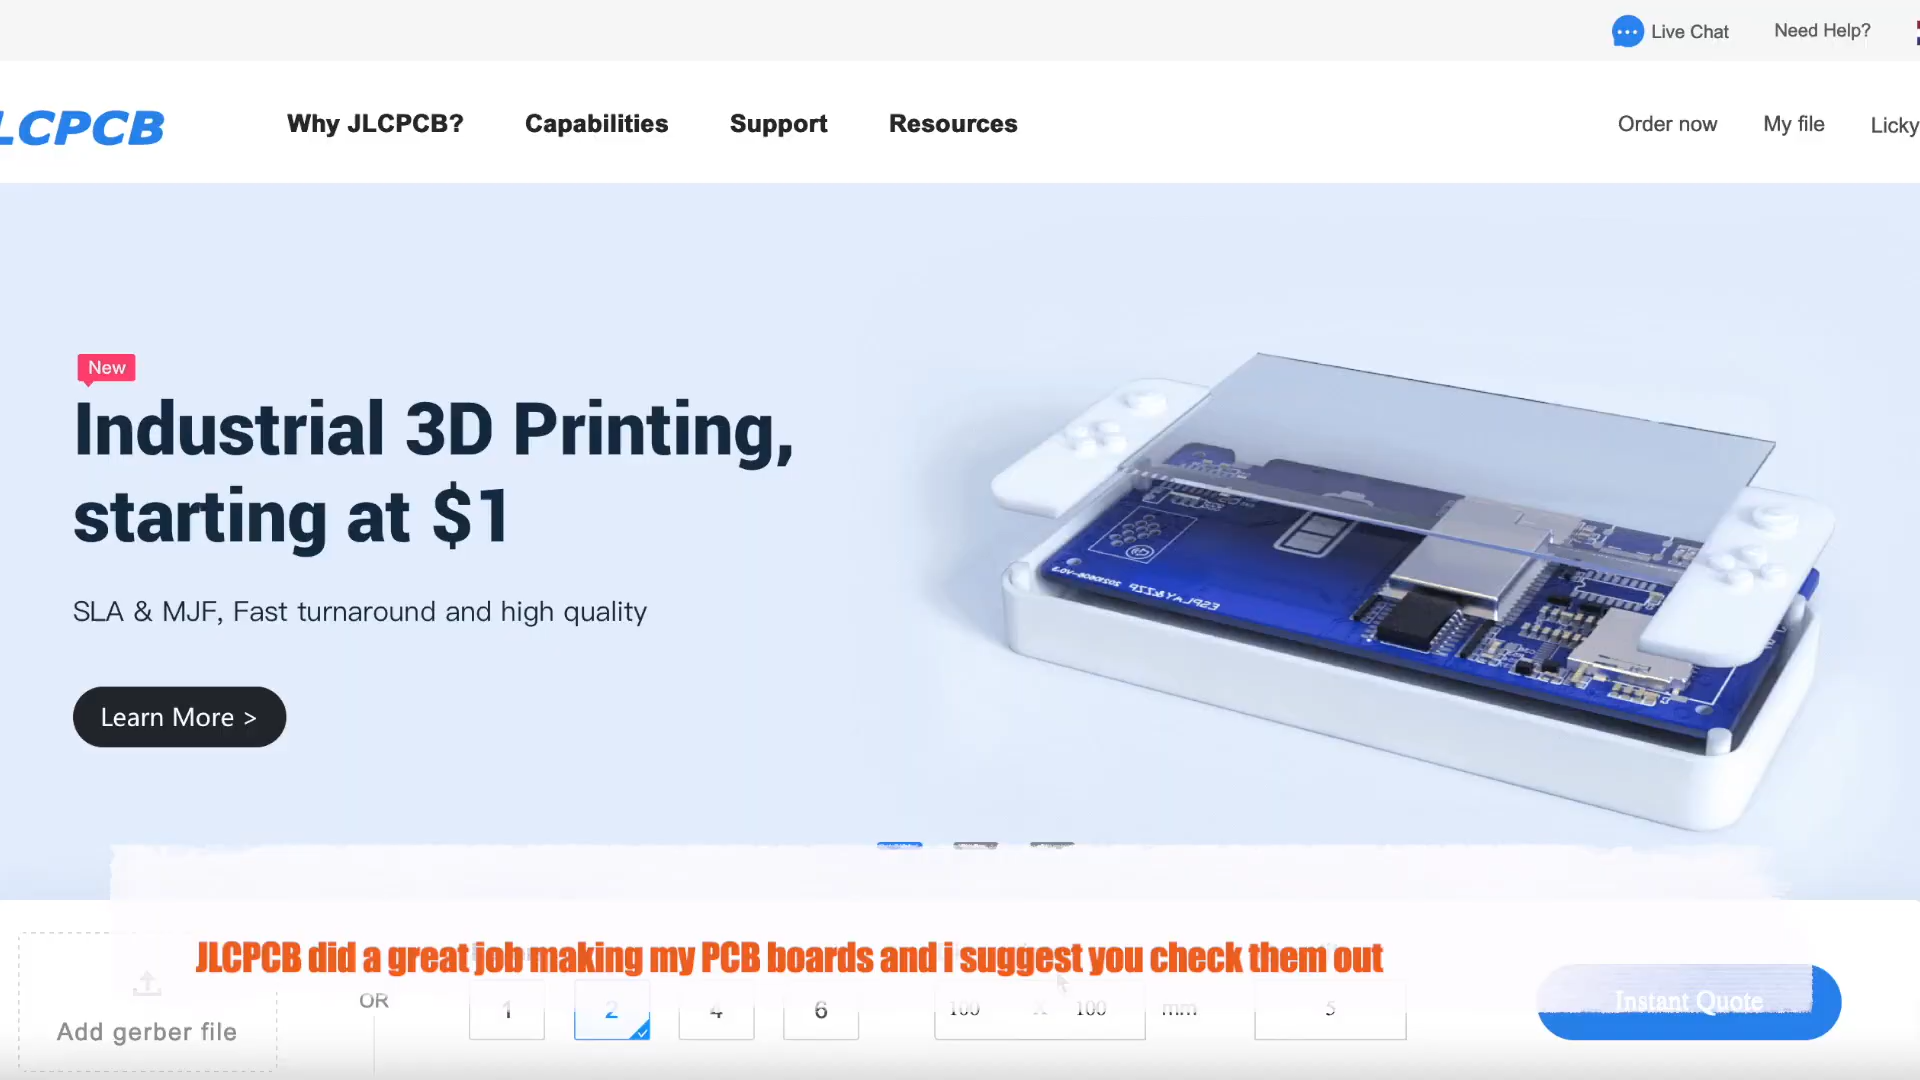 Live Chat
Need Help?
LCPCB
Why JLCPCB?
Capabilities
Support
Resources
Order now
My file
Licky
New
Industrial 3D Printing,
starting at $1
SLA & MJF, Fast turnaround and high quality
Learn More >
JLCPCB did a great job making my PCB boards and i suggest you check them out
Add gerber file
OR
1
2
4
6
100
X
100
mm
5
Instant Quote